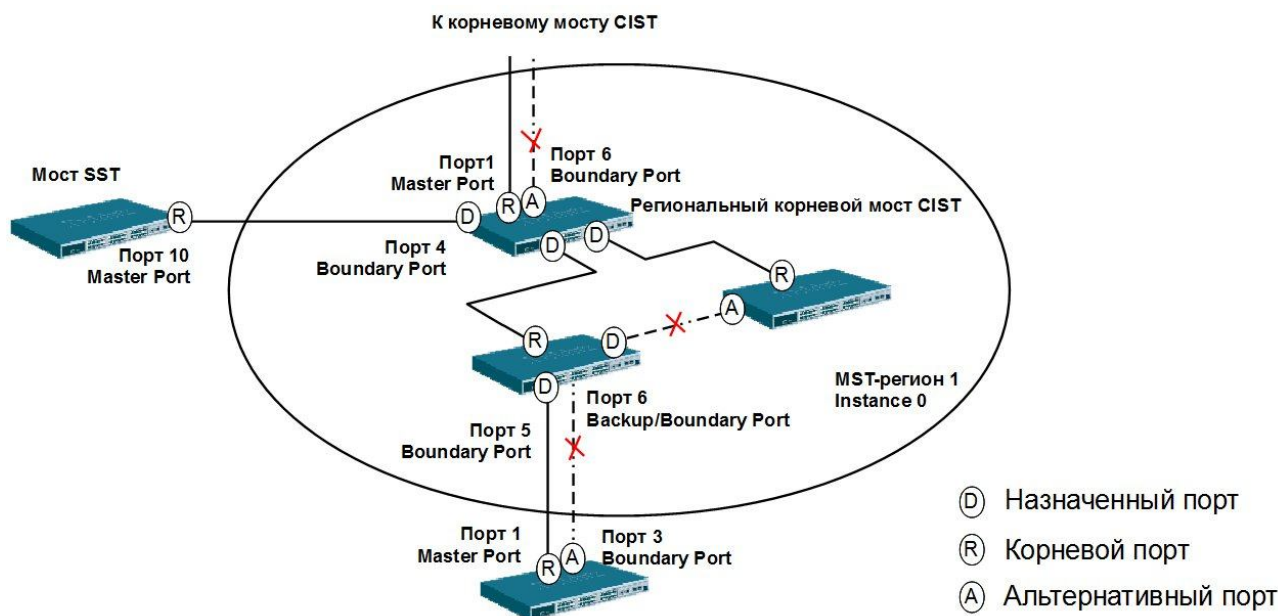 К корневому мосту CIST
Мост SST
Порт1
Master Port
Порт 6
Boundary Port
R
D
R
A
Региональный корневой мост CIST
Порт 10
Master Port
Порт 4
Boundary Port
D
D
R
A
R
D
D
MST-регион 1
Instance 0
Порт 6
Backup/Boundary Port
Порт 5
Boundary Port
Порт 1
Master Port
Порт 3
Boundary Port
R
A
D Назначенный порт
R Корневой порт
A Альтернативный порт